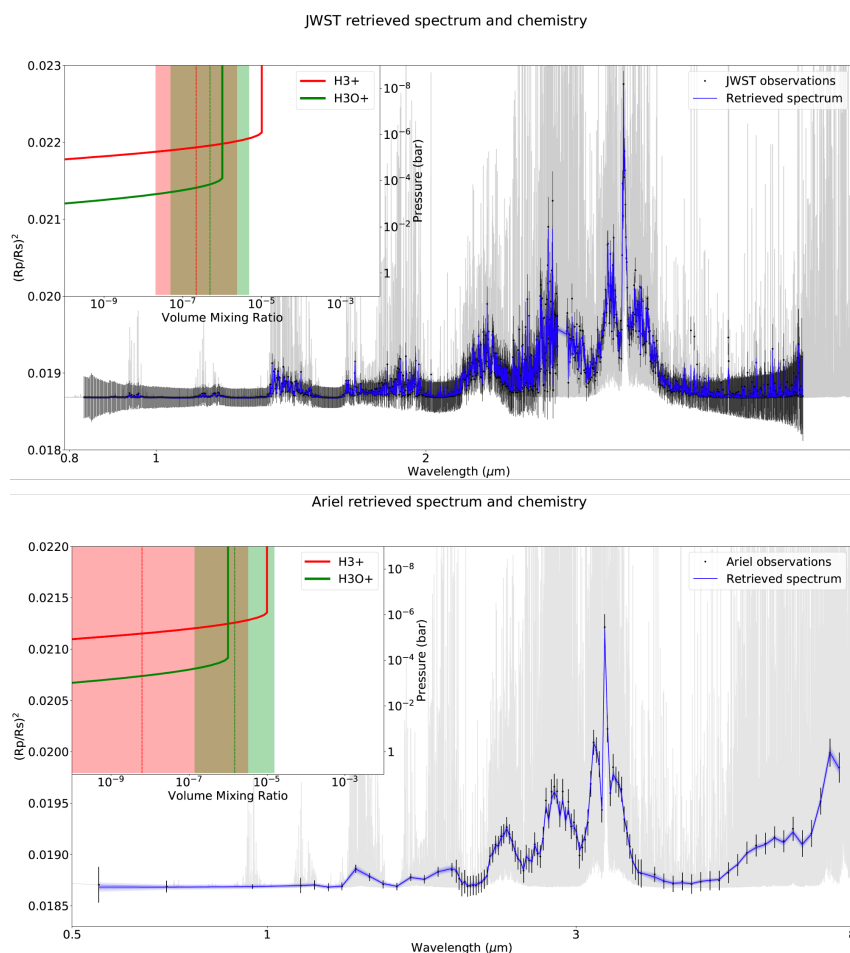 JWST retrieved spectrum and chemistry
0.023
0.022
0.021
0.020
0.019
0.018
(Rp/Rs)²
H3+
H3O+
10⁻⁸
10⁻⁶
10⁻⁴
10⁻²
1
Pressure (bar)
10⁻⁹ 10⁻⁷ 10⁻⁵ 10⁻³
Volume Mixing Ratio
JWST observations
Retrieved spectrum
0.8 1 2
Wavelength (μm)
Ariel retrieved spectrum and chemistry
0.0220
0.0215
0.0210
0.0205
0.0200
0.0195
0.0190
0.0185
(Rp/Rs)²
H3+
H3O+
10⁻⁸
10⁻⁶
10⁻⁴
10⁻²
1
Pressure (bar)
10⁻⁹ 10⁻⁷ 10⁻⁵ 10⁻³
Volume Mixing Ratio
Ariel observations
Retrieved spectrum
0.5 1 3 8
Wavelength (μm)